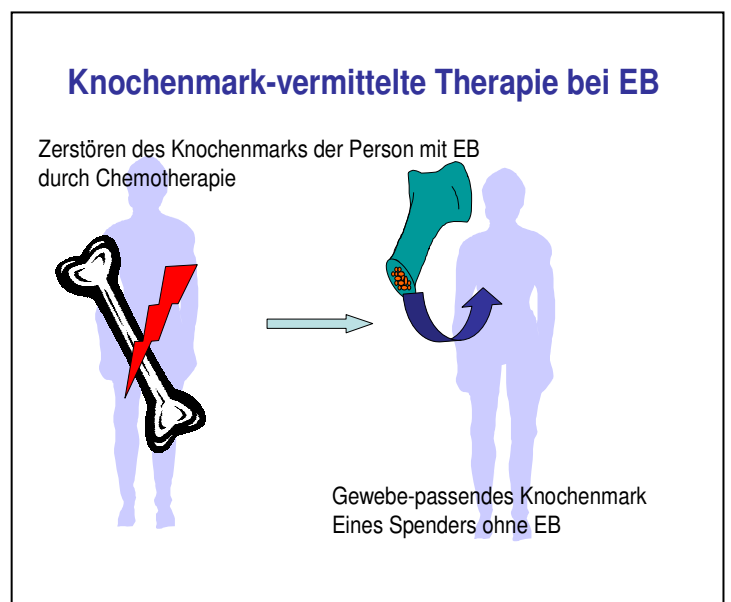 Knochenmark-vermittelte Therapie bei EB
Zerstören des Knochenmarks der Person mit EB
durch Chemotherapie
Gewebe-passendes Knochenmark
Eines Spenders ohne EB